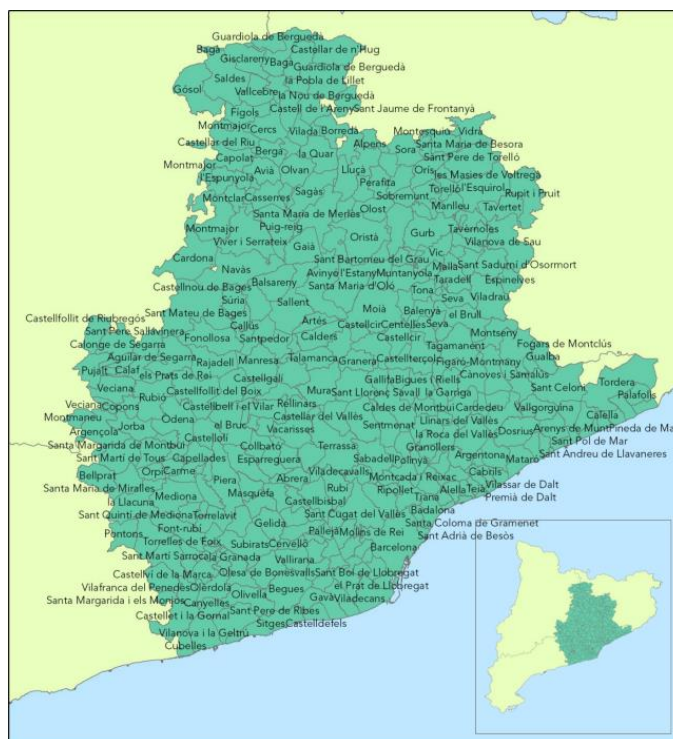 Guardiola de Berguedà
Castellar de n'Hug
Bagà
Gisclareny
Bagà
Guardiola de Berguedà
Saldes
la Pobla de Lillet
Gósol
Vallcebre
la Nou de Berguedà
Castell de l'Areny
Sant Jaume de Frontanyà
Fígols
Montmajor
Cercs
Vilada
Borredà
Montesquiu
Vidrà
Castellar del Riu
Berga
la Quar
Alpens
Sora
Santa Maria de Besora
Sant Pere de Torelló
Capolat
Montmajor
Avià
Olvan
Lluçà
Orís
les Masies de Voltregà
l'Espunyola
Sagàs
Perafita
Torelló
l'Esquirol
Montclar
Casserres
Sobremunt
Rupit i Pruit
Santa Maria de Merlès
Olost
Manlleu
Tavertet
Montmajor
Puig-reig
Gurb
Tavernoles
Viver i Serrateix
Gaià
Oristà
Vilanova de Sau
Cardona
Sant Bartomeu del Grau
Vic
Navàs
Avinyó
l'Estany
Muntanyola
Malla
Sant Sadurní d'Osormort
Castellnou de Bages
Balsareny
Santa Maria d'Oló
Taradell
Espinelves
Súria
Sallent
Tona
Seva
Viladrau
Castellfollit de Riubregós
Sant Mateu de Bages
Moià
Balenyà
el Brull
Sant Pere Sallavinera
Callús
Artés
Castellcir
Centelles
Seva
Calonge de Segarra
Fonollosa
Santpedor
Calders
Castellcir
Montseny
Aguilar de Segarra
Tagamanent
Fogars de Montclús
Pujalt
Calaf
Rajadell
Manresa
Talamanca
Granera
Castellterçol
Figaró-Montmany
Gualba
els Prats de Rei
Castellgalí
Gallifa
Bigues i Riells
Cànoves i Samalús
Tordera
Veciana
Castellfollit del Boix
Mura
Sant Llorenç Savall
la Garriga
Sant Celoni
Palafolls
Rubió
Rellinars
Veciana
Copons
Castellbell i el Vilar
Caldes de Montbui
Cardedeu
Vallgorguina
Montmaneu
Òdena
Castellar del Vallès
Llinars del Vallès
Calella
Argençola
Jorba
el Bruc
Vacarisses
Sentmenat
la Roca del Vallès
Dosrius
Arenys de Munt
Pineda de Ma
Santa Margarida de Montbui
Castellolí
Collbató
Terrassa
Granollers
Sant Pol de Mar
Sant Martí de Tous
Capellades
Esparreguera
Sabadell
Palinyà
Argentona
Mataró
Sant Andreu de Llavaneres
Bellprat
Orpí
Carme
Piera
Abrera
Viladecavalls
Montcada i Reixac
Cabrils
Santa Maria de Miralles
Mediona
Masquefa
Rubí
Ripollet
Alella
Teià
Vilassar de Dalt
la Llacuna
Castellbisbal
Tiana
Premià de Dalt
Sant Quintí de Mediona
Torrelavit
Sant Cugat del Vallès
Badalona
Pontons
Font-rubí
Gelida
Pallejà
Molins de Rei
Santa Coloma de Gramenet
Torrelles de Foix
Subirats
Cervelló
Sant Adrià de Besòs
Sant Martí Sarroca
la Granada
Vallirana
Barcelona
Castellví de la Marca
Olesa de Bonesvalls
Sant Boi de Llobregat
Vilafranca del Penedès
Olèrdola
Begues
el Prat de Llobregat
Santa Margarida i els Monjos
Canyelles
Olivella
Gavà
Viladecans
Castellet i la Gornal
Sant Pere de Ribes
Vilanova i la Geltrú
Sitges
Castelldefels
Cubelles